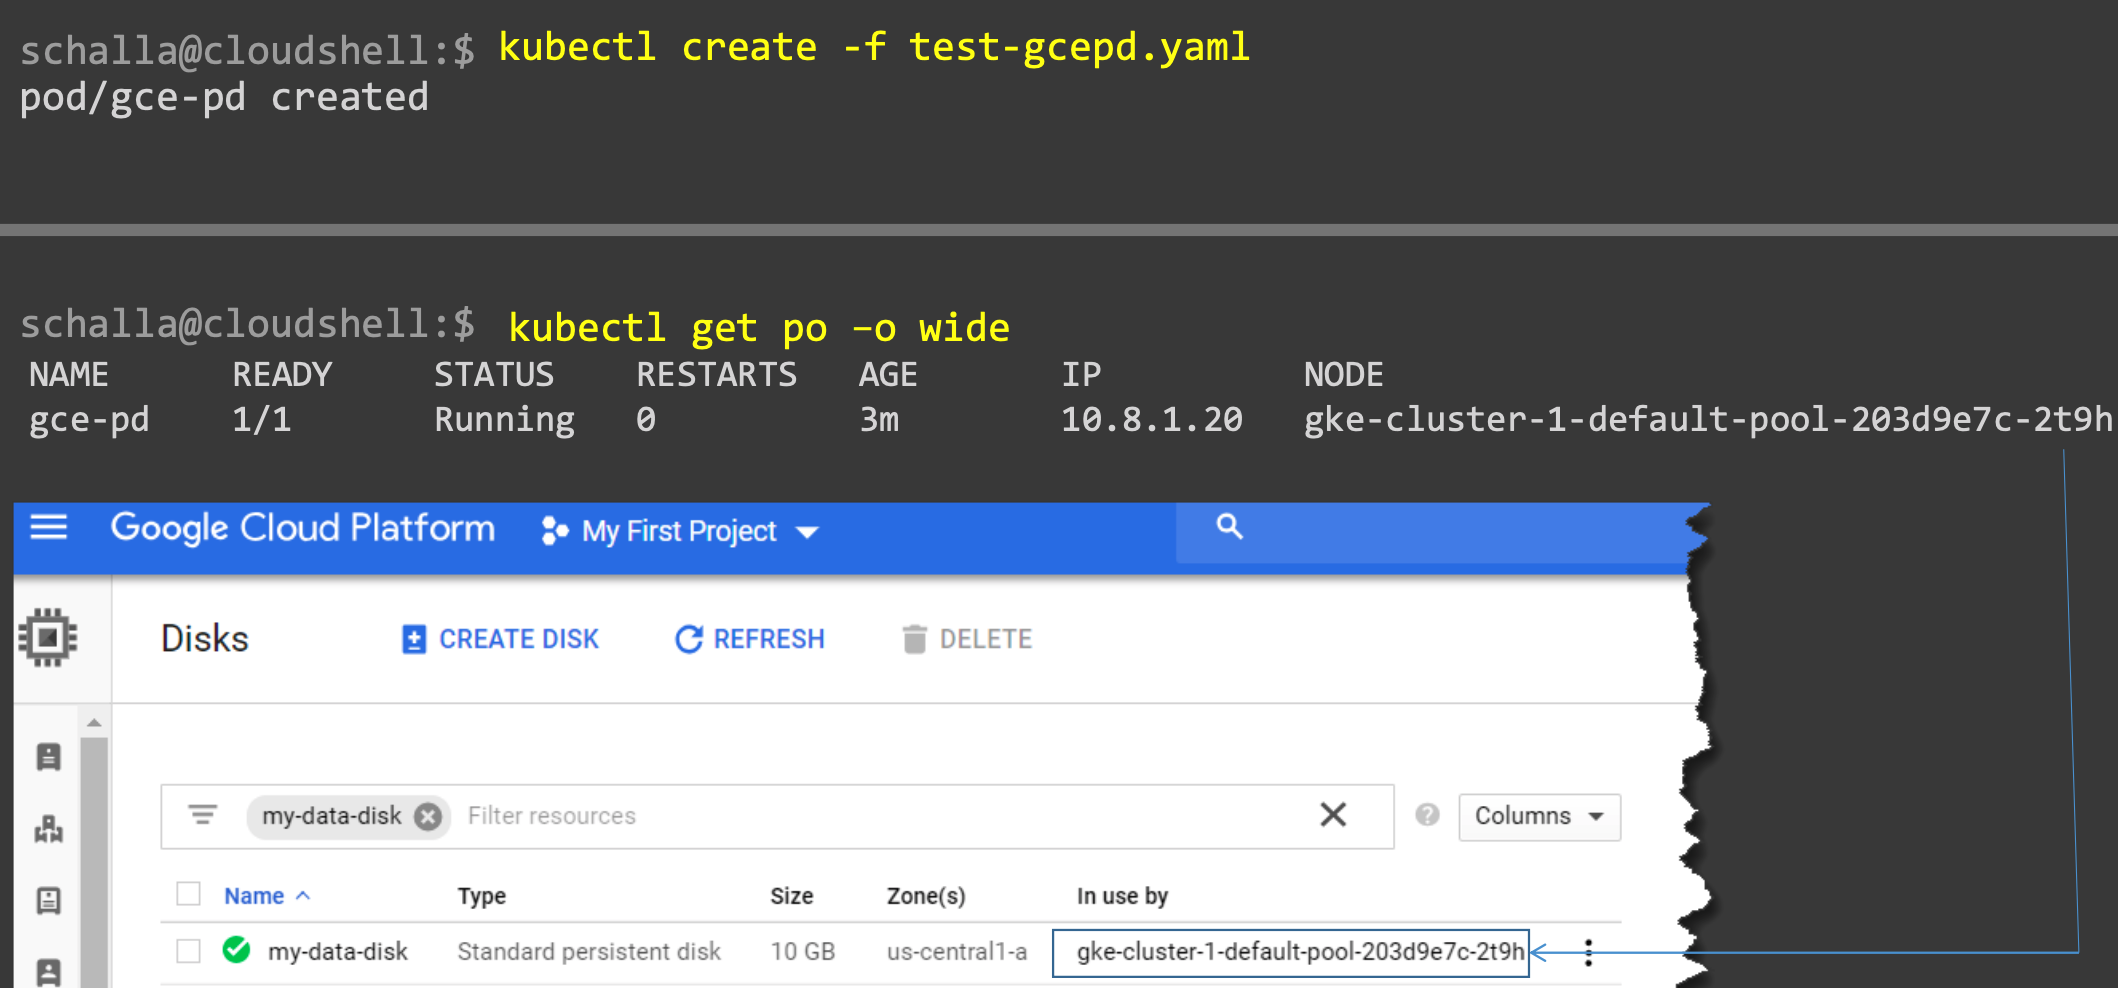 schalla@cloudshell:$ kubectl create -f test-gcepd.yaml
pod/gce-pd created
schalla@cloudshell:$ kubectl get po –o wide
NAME READY STATUS RESTARTS AGE IP NODE
gce-pd 1/1 Running 0 3m 10.8.1.20 gke-cluster-1-default-pool-203d9e7c-2t9h
Google Cloud Platform My First Project
Disks CREATE DISK REFRESH DELETE
my-data-disk Filter resources Columns
Name Type Size Zone(s) In use by
my-data-disk Standard persistent disk 10 GB us-central1-a gke-cluster-1-default-pool-203d9e7c-2t9h